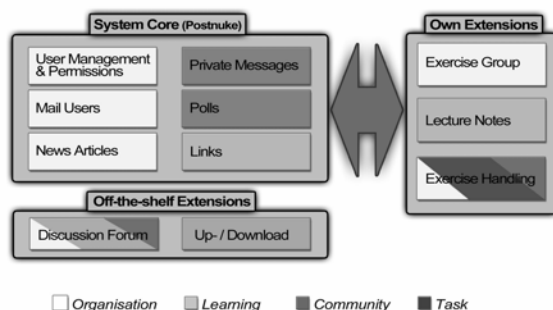 System Core (Postnuke)
User Management
& Permissions
Private Messages
Mail Users
Polls
News Articles
Links
Off-the-shelf Extensions
Discussion Forum
Up- / Download
Own Extensions
Exercise Group
Lecture Notes
Exercise Handling
Organisation
Learning
Community
Task